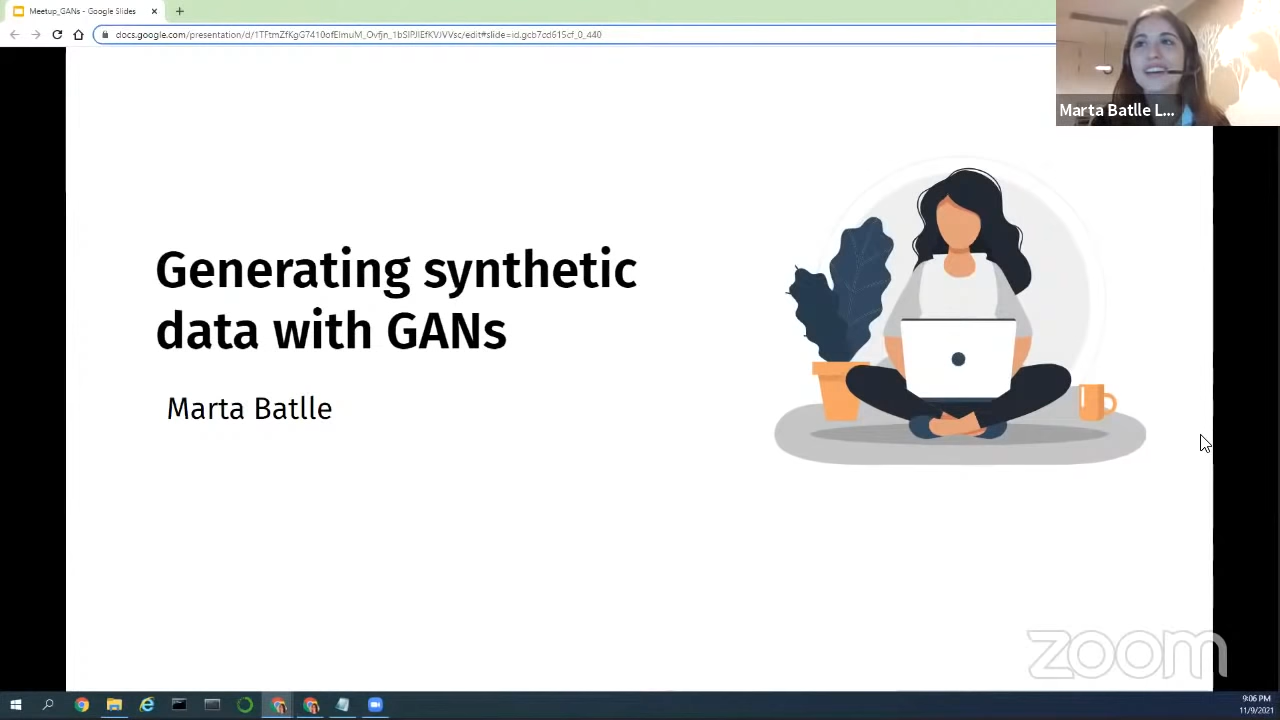 Meetup_GANs - Google Slides
docs.google.com/presentation/d/1TFtmZfKgG7410ofEimuM_Ovfjn_1bSIPJIEfKVJVVsc/edit#slide=id.gcb7cd615cf_0_440
Marta Batlle L...
Generating synthetic
data with GANs
Marta Batlle
zoom
9:06 PM
11/9/2021